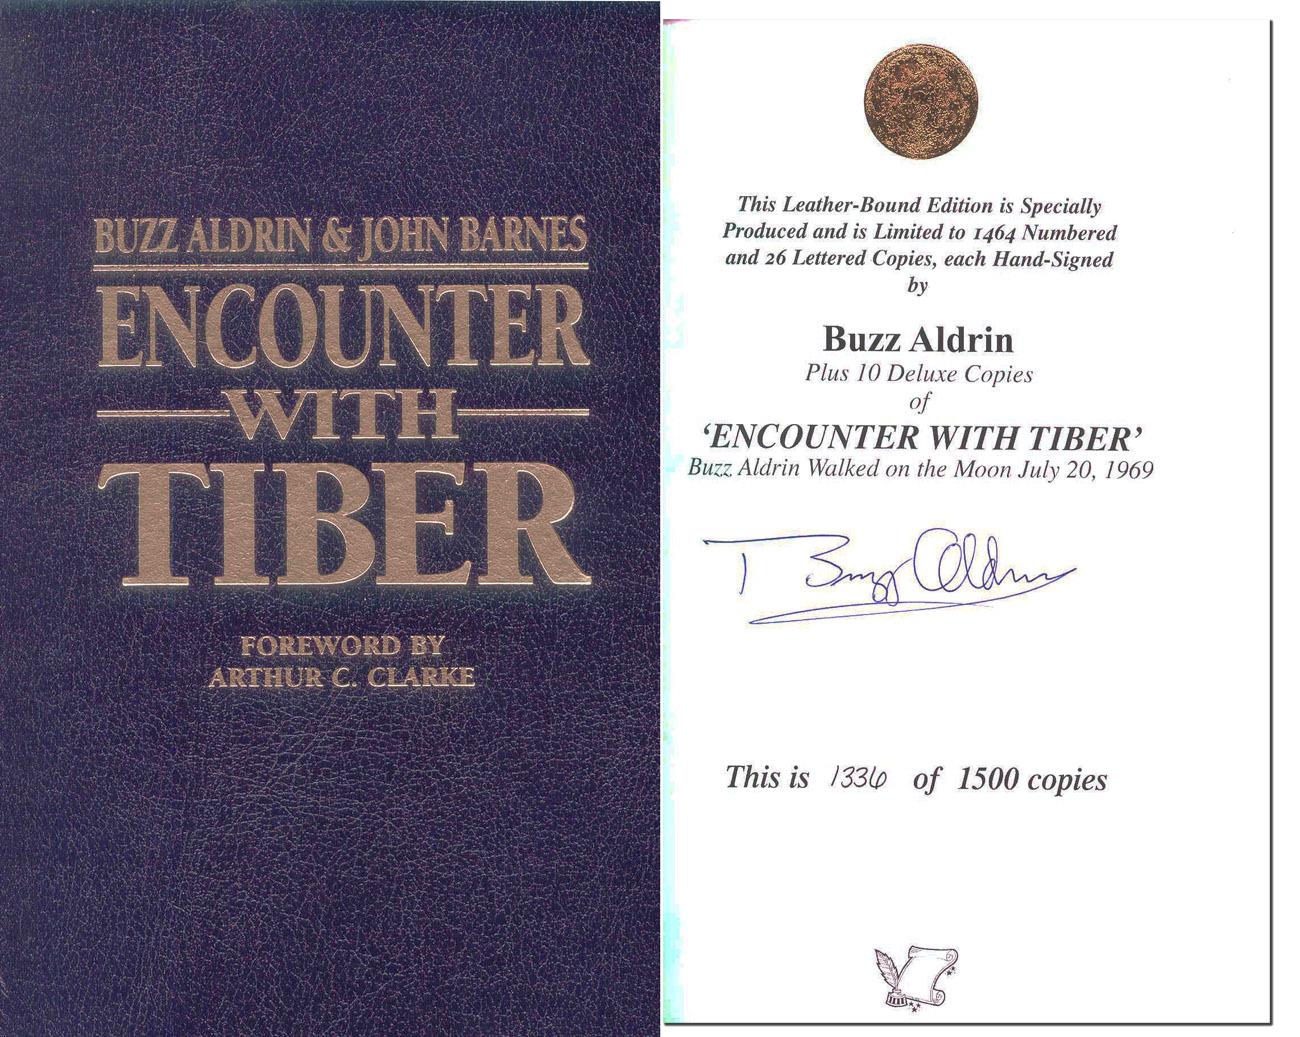 BUZZ ALDRIN & JOHN BARNES
ENCOUNTER
WITH
TIBER
FOREWORD BY
ARTHUR C. CLARKE
This Leather-Bound Edition is Specially
Produced and is Limited to 1464 Numbered
and 26 Lettered Copies, each Hand-Signed
by
Buzz Aldrin
Plus 10 Deluxe Copies
of
‘ENCOUNTER WITH TIBER’
Buzz Aldrin Walked on the Moon July 20, 1969
Buzz Aldrin
This is 1336 of 1500 copies